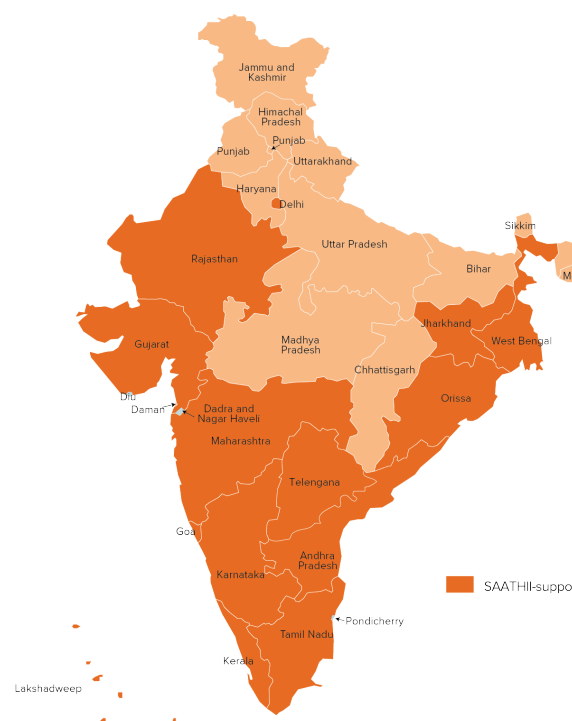 Jammu and
Kashmir
Himachal
Pradesh
Punjab
Punjab
Uttarakhand
Haryana
Delhi
Sikkim
Rajasthan
Uttar Pradesh
Bihar
M
Jharkhand
West Bengal
Gujarat
Madhya
Pradesh
Chhattisgarh
Orissa
Diu
Daman
Dadra and
Nagar Haveli
Maharashtra
Telengana
Goa
Andhra
Pradesh
Karnataka
SAATHII-suppo
Pondicherry
Tamil Nadu
Kerala
Lakshadweep